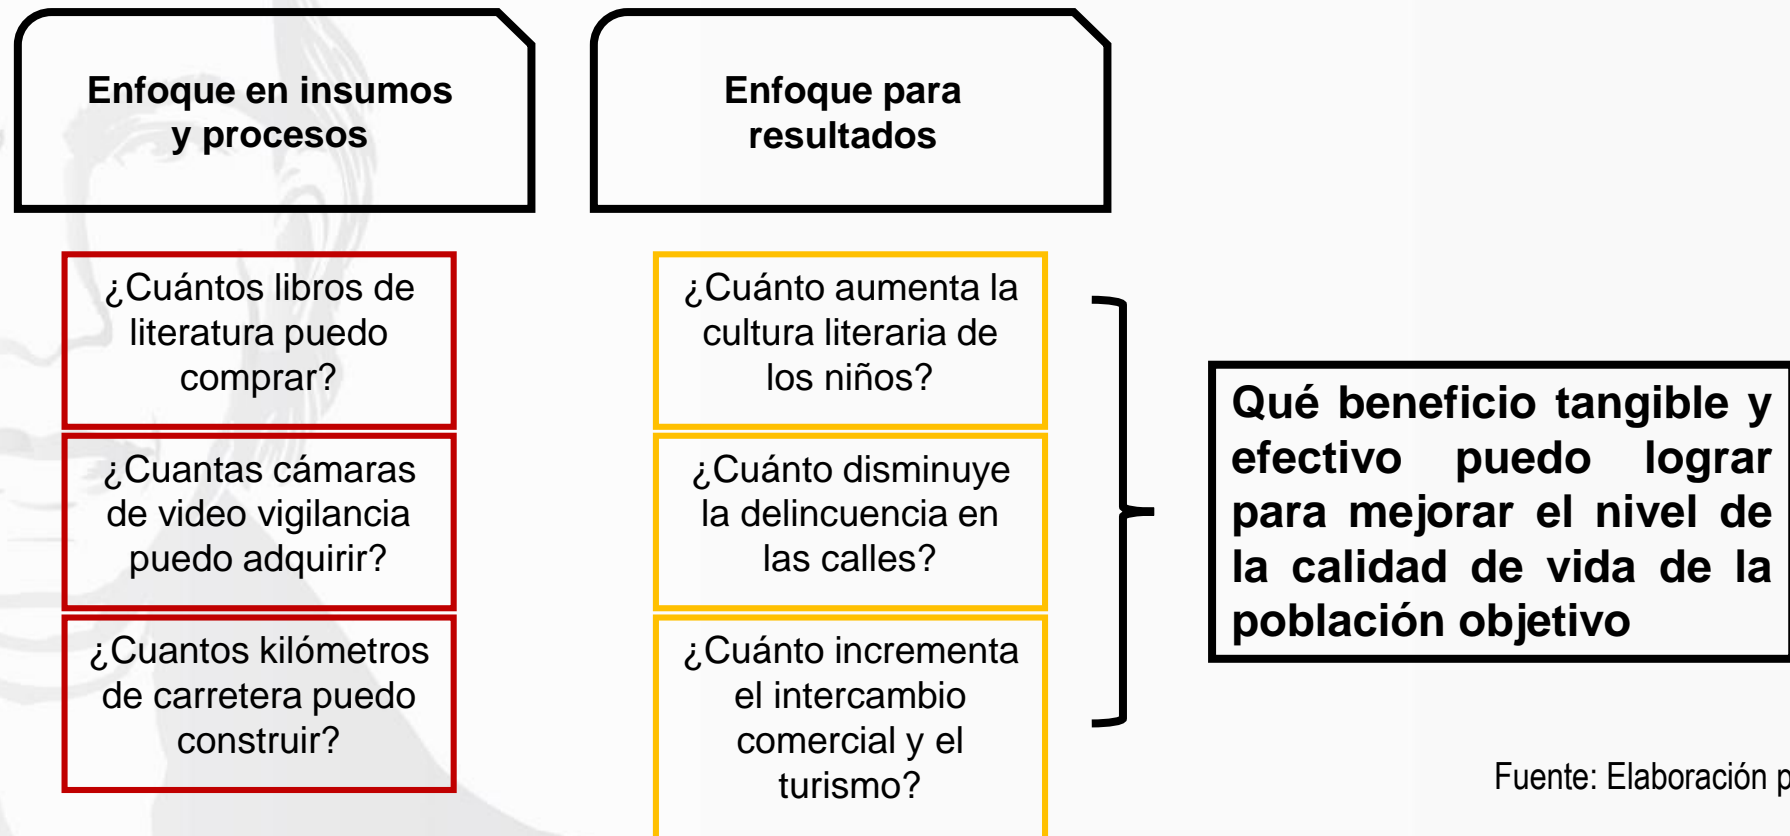 Enfoque en insumos
y procesos
Enfoque para
resultados
¿Cuántos libros de
literatura puedo
comprar?
¿Cuantas cámaras
de video vigilancia
puedo adquirir?
¿Cuantos kilómetros
de carretera puedo
construir?
¿Cuánto aumenta la
cultura literaria de
los niños?
¿Cuánto disminuye
la delincuencia en
las calles?
¿Cuánto incrementa
el intercambio
comercial y el
turismo?
Qué beneficio tangible y
efectivo puedo lograr
para mejorar el nivel de
la calidad de vida de la
población objetivo
Fuente: Elaboración p